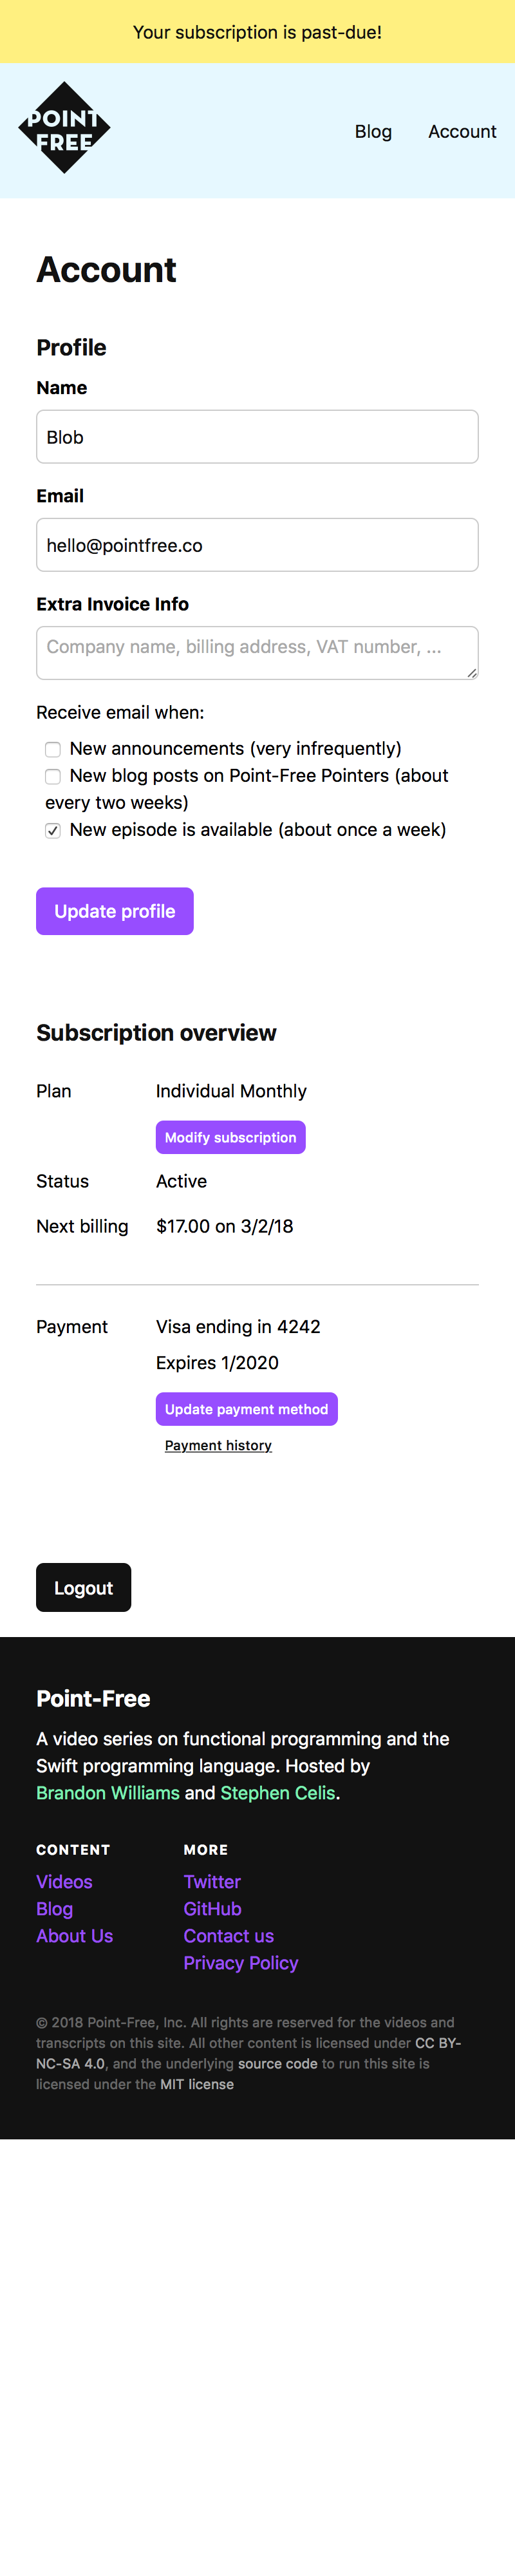 Your subscription is past-due!
POINT
FREE
Blog
Account
Account
Profile
Name
Blob
Email
hello@pointfree.co
Extra Invoice Info
Company name, billing address, VAT number, ...
Receive email when:
New announcements (very infrequently)
New blog posts on Point-Free Pointers (about
every two weeks)
New episode is available (about once a week)
Update profile
Subscription overview
Plan
Individual Monthly
Modify subscription
Status
Active
Next billing
$17.00 on 3/2/18
Payment
Visa ending in 4242
Expires 1/2020
Update payment method
Payment history
Logout
Point-Free
A video series on functional programming and the
Swift programming language. Hosted by
Brandon Williams and Stephen Celis.
CONTENT
Videos
Blog
About Us
MORE
Twitter
GitHub
Contact us
Privacy Policy
© 2018 Point-Free, Inc. All rights are reserved for the videos and
transcripts on this site. All other content is licensed under CC BY-
NC-SA 4.0, and the underlying source code to run this site is
licensed under the MIT license